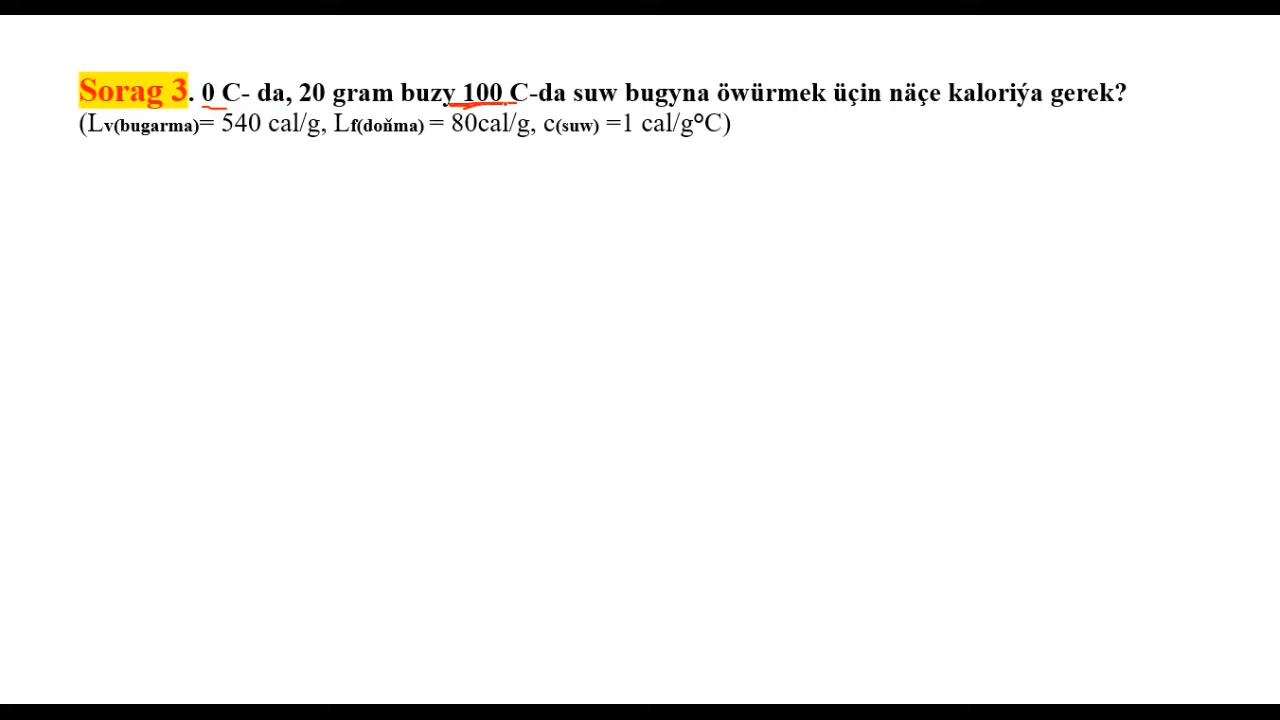 Sorag 3. 0 C- da, 20 gram buzy 100 C-da suw bugyna öwürmek üçin näçe kaloriýa gerek?
(Lv(bugarma)= 540 cal/g, Lf(doňma) = 80cal/g, c(suw) =1 cal/g°C)